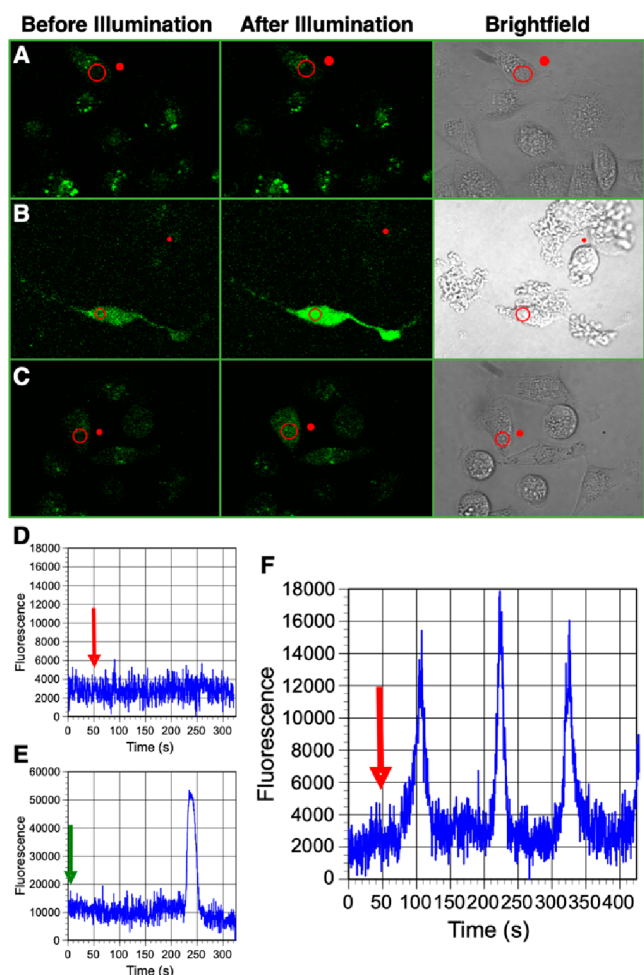 Before Illumination After Illumination Brightfield
A
B
C
D
18000
16000
14000
12000
10000
8000
6000
4000
2000
0
Fluorescence
0 50 100 150 200 250 300
Time (s)
E
60000
50000
40000
30000
20000
10000
0
Fluorescence
0 50 100 150 200 250 300
Time (s)
F
18000
16000
14000
12000
10000
8000
6000
4000
2000
0
Fluorescence
0 50 100 150 200 250 300 350 400
Time (s)